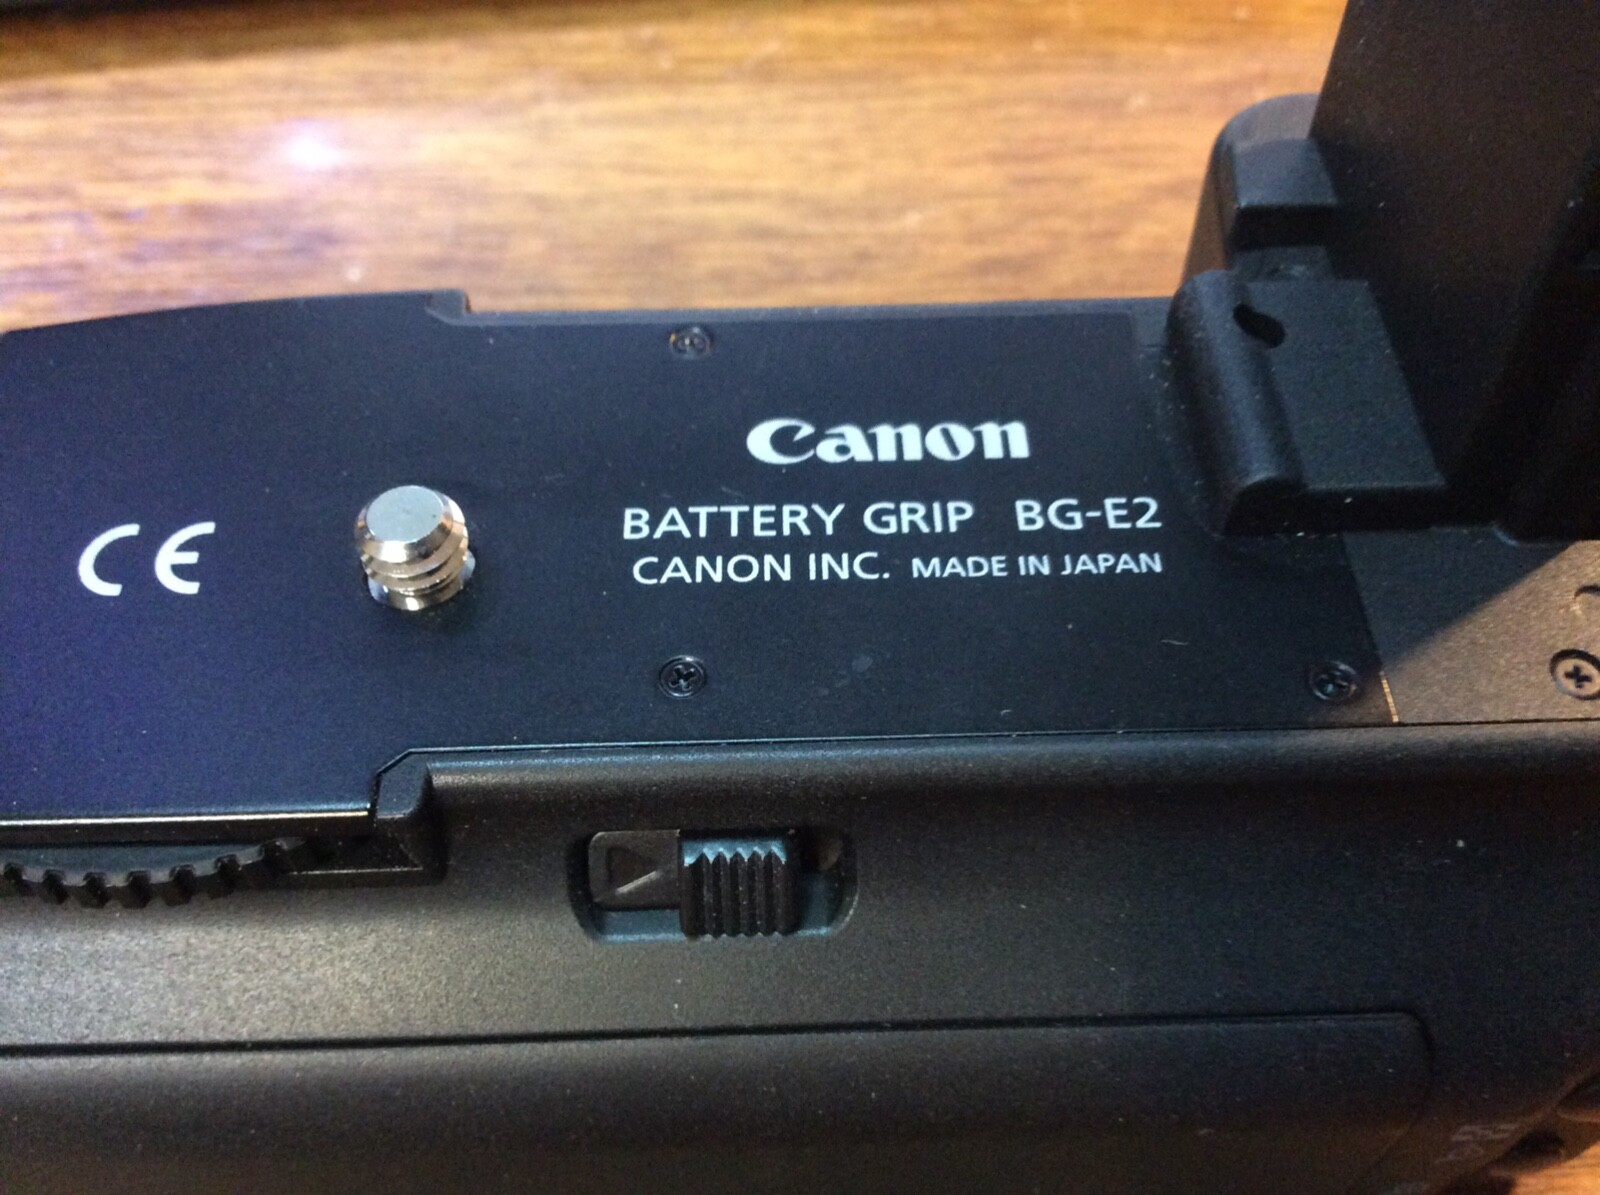 Canon
BATTERY GRIP BG-E2
CANON INC. MADE IN JAPAN
CE